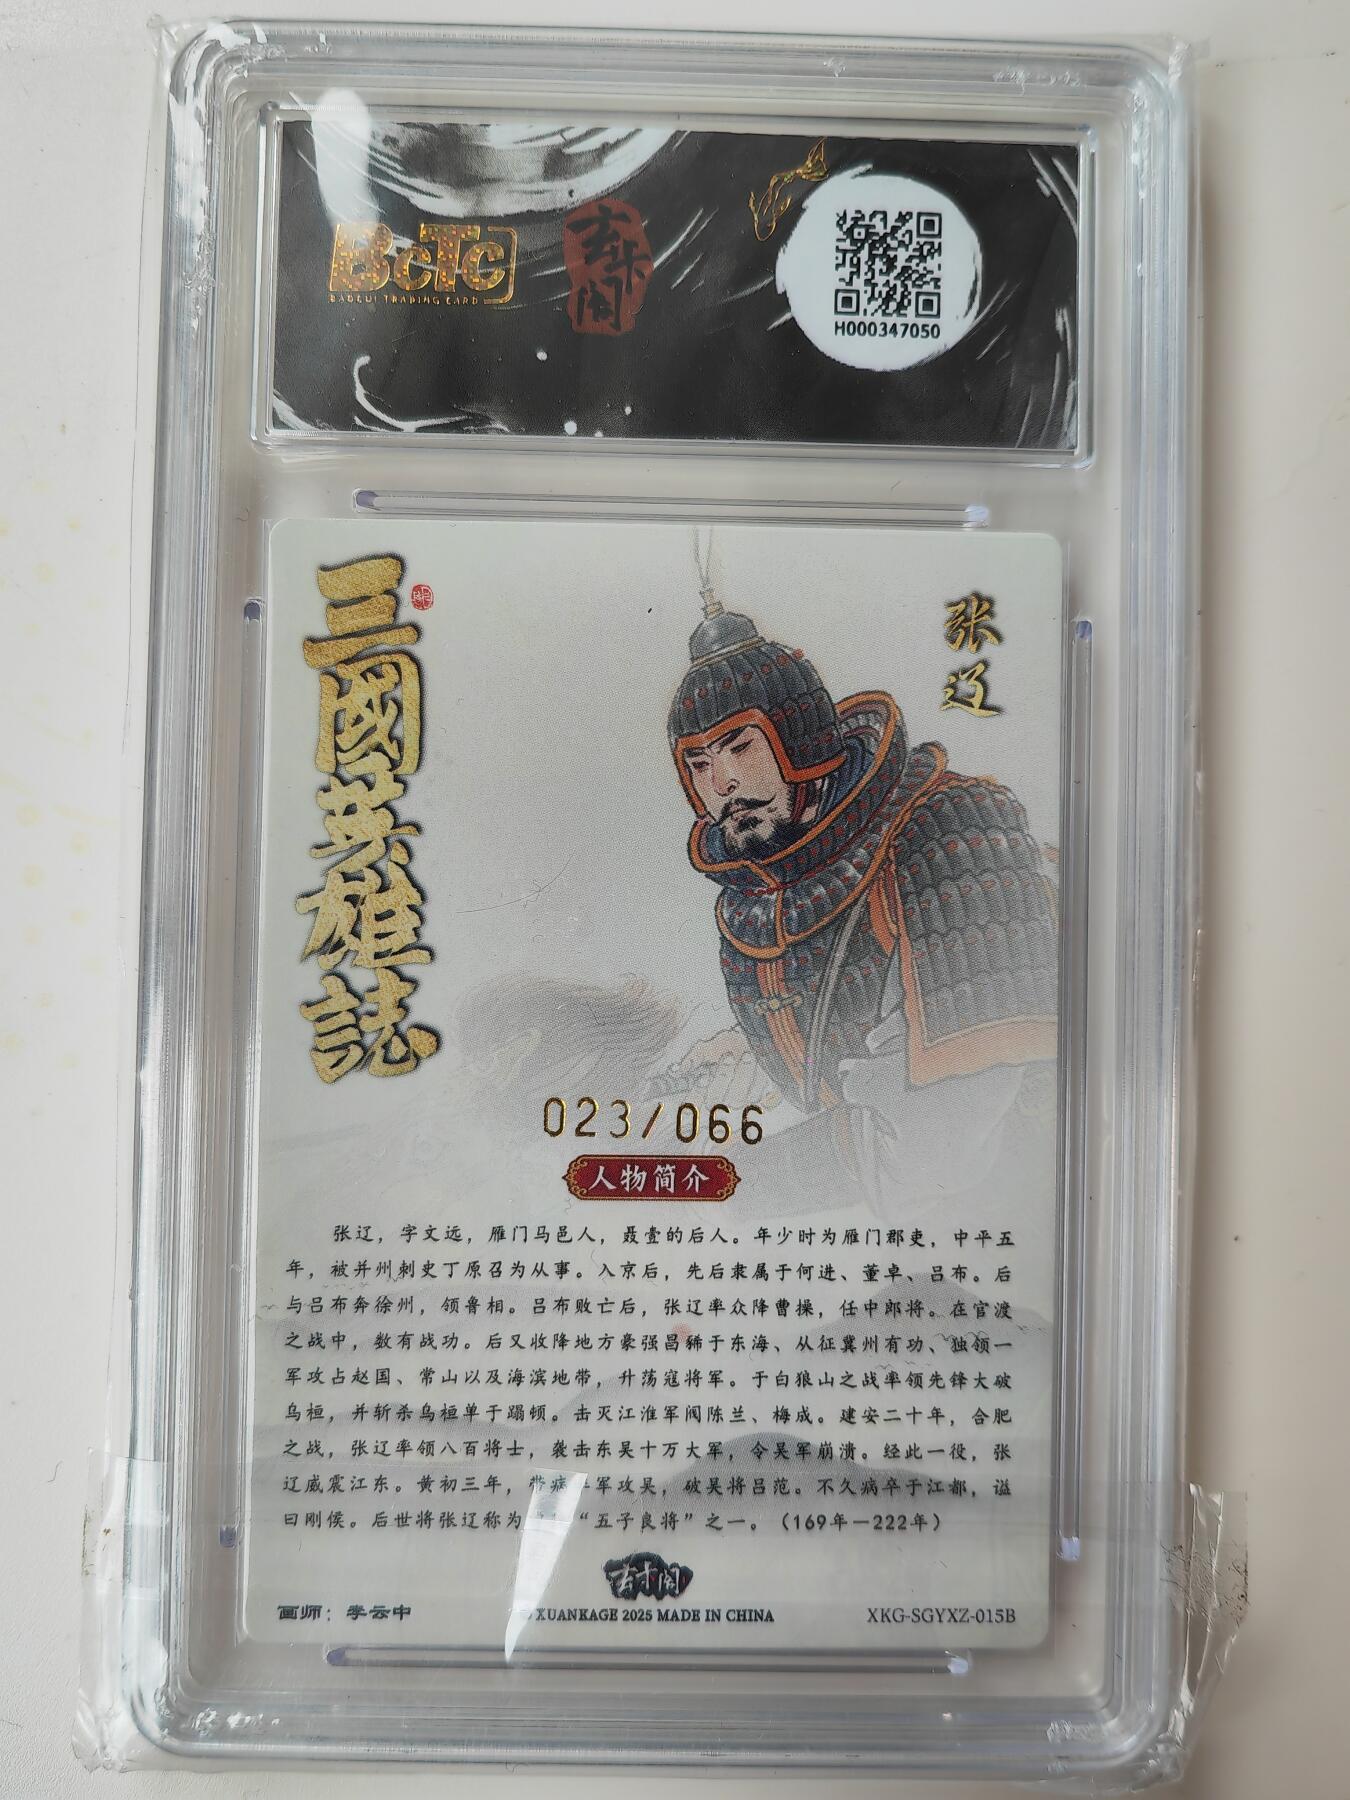 BCTC
BAOCUI TRADING CARD
玄卡阁
H000347050
三國英雄誌
张辽
023/066
人物简介
张辽，字文远，雁门马邑人，聂壹的后人。年少时为雁门郡吏，中平五
年，被并州刺史丁原召为从事。入京后，先后隶属于何进、董卓、吕布。后
与吕布奔徐州，领鲁相。吕布败亡后，张辽率众降曹操，任中郎将。在官渡
之战中，数有战功。后又收降地方豪强昌豨于东海、从征冀州有功、独领一
军攻占赵国、常山以及海滨地带，升荡寇将军。于白狼山之战率领先锋大破
乌桓，并斩杀乌桓单于蹋顿。击灭江淮军阀陈兰、梅成。建安二十年，合肥
之战，张辽率领八百将士，袭击东吴十万大军，令吴军崩溃。经此一役，张
辽威震江东。黄初三年，带病 军攻吴，破吴将吕范。不久病卒于江都，谥
曰刚侯。后世将张辽称为 “五子良将”之一。（169年—222年）
玄卡阁
画师：李云中
XUANKAGE 2025 MADE IN CHINA
XKG-SGYXZ-015B